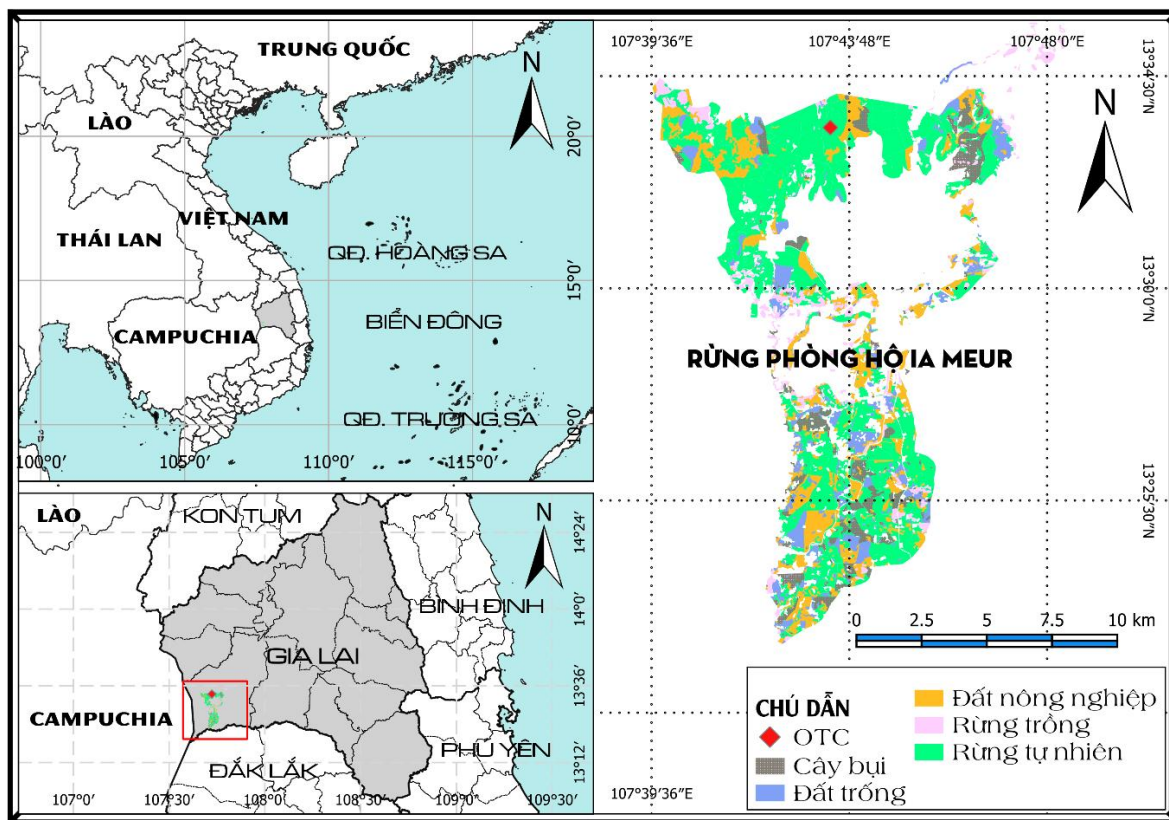 TRUNG QUỐC
N
LÀO
20°0'
VIỆT NAM
THÁI LAN
QĐ. HOÀNG SA
15°0'
BIỂN ĐÔNG
CAMPUCHIA
QĐ. TRƯỜNG SA
10°0'
100°0' 105°0' 110°0' 115°0'
LÀO
KON TUM
N
14°24'
14°0'
BÌNH ĐỊNH
GIA LAI
13°36'
CAMPUCHIA
PHÚ YÊN
13°12'
ĐẮK LẮK
107°0' 107°30' 108°0' 108°30' 109°0' 109°30'
107°39'36"E 107°43'48"E 107°48'0"E
13°34'30"N
N
13°30'0"N
RỪNG PHÒNG HỘ IA MEUR
13°25'30"N
0 2.5 5 7.5 10 km
CHÚ DẪN
OTC
Cây bụi
Đất trống
Đất nông nghiệp
Rừng trồng
Rừng tự nhiên
107°39'36"E